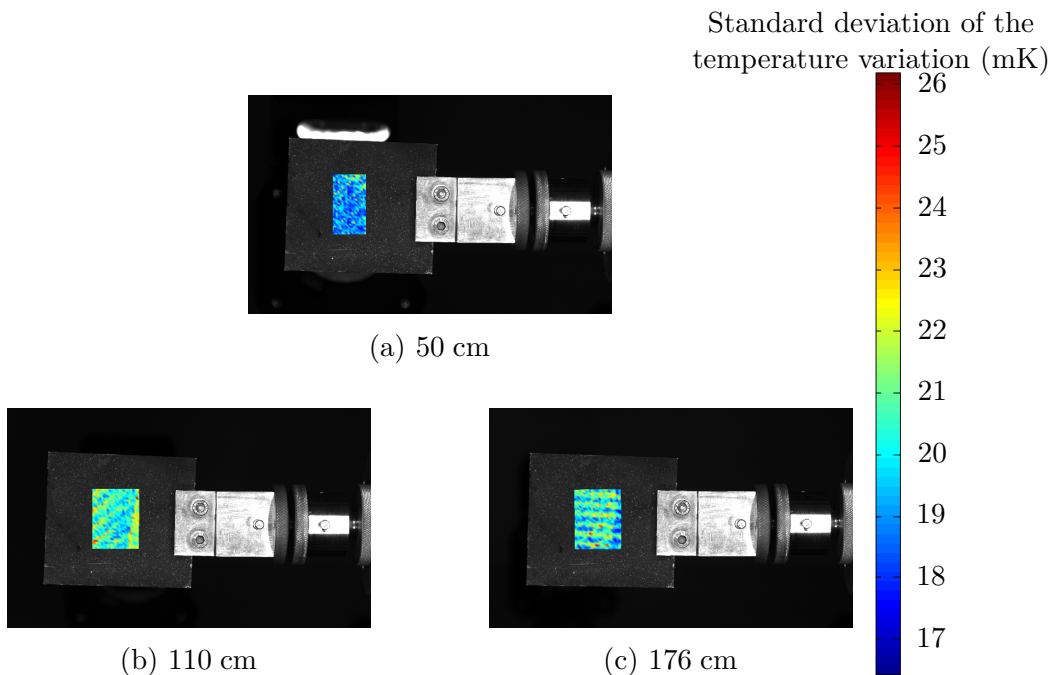 Standard deviation of the
temperature variation (mK)
26
25
24
23
22
21
20
19
18
17
(a) 50 cm
(b) 110 cm
(c) 176 cm